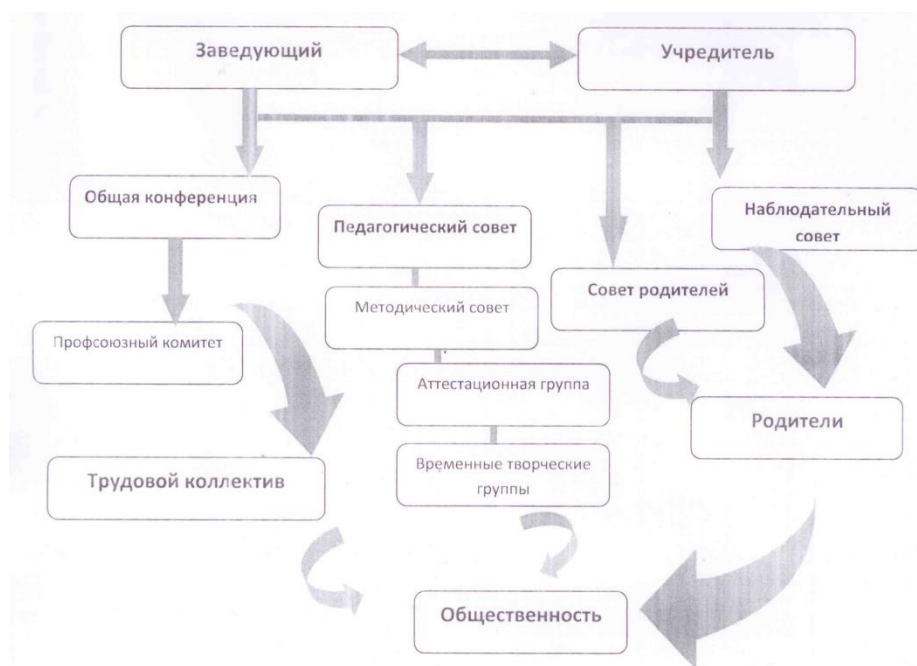 Заведующий
Учредитель
Общая конференция
Педагогический совет
Наблюдательный
совет
Методический совет
Совет родителей
Профсоюзный комитет
Аттестационная группа
Родители
Трудовой коллектив
Временные творческие
группы
Общественность